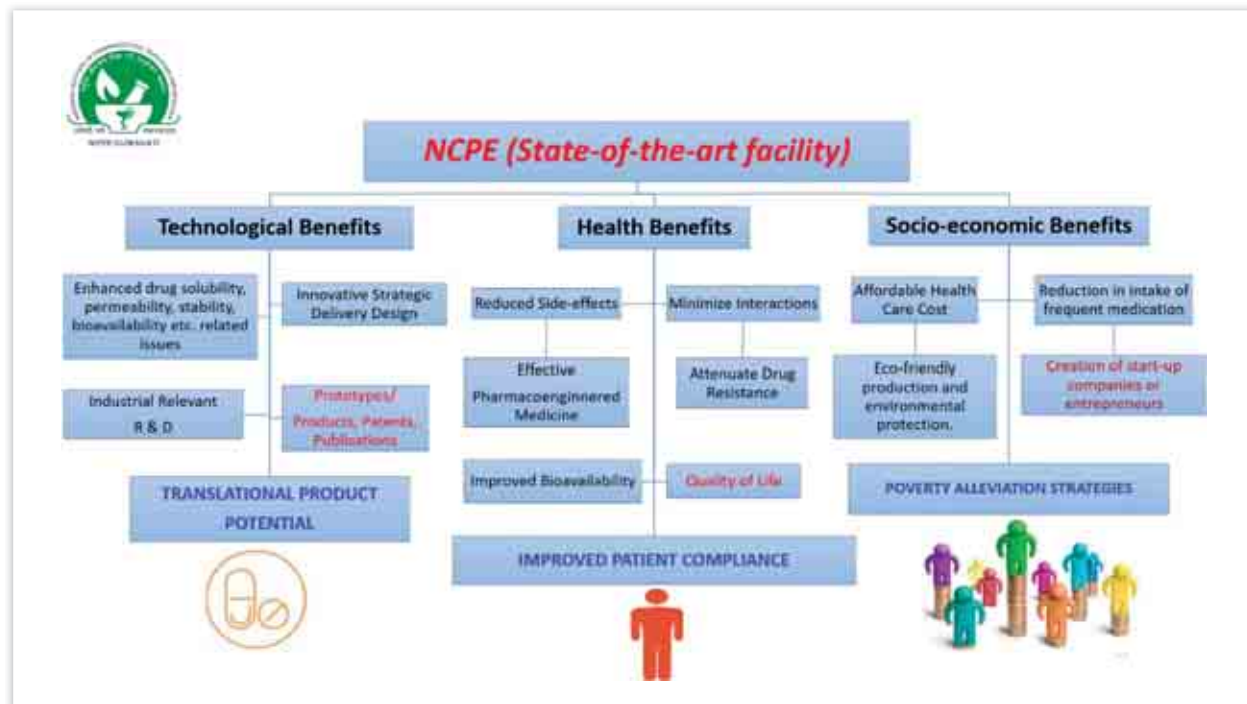 NIPER GUWAHATI
NCPE (State-of-the-art facility)
Technological Benefits
Enhanced drug solubility,
permeability, stability,
bioavailability etc. related
issues
Innovative Strategic
Delivery Design
Industrial Relevant
R & D
Prototypes/
Products, Patents,
Publications
TRANSLATIONAL PRODUCT
POTENTIAL
Health Benefits
Reduced Side-effects
Minimize Interactions
Effective
Pharmacoenginnered
Medicine
Attenuate Drug
Resistance
Improved Bioavailability
Quality of Life
IMPROVED PATIENT COMPLIANCE
Socio-economic Benefits
Affordable Health
Care Cost
Reduction in intake of
frequent medication
Eco-friendly
production and
environmental
protection.
Creation of start-up
companies or
entrepreneurs
POVERTY ALLEVIATION STRATEGIES